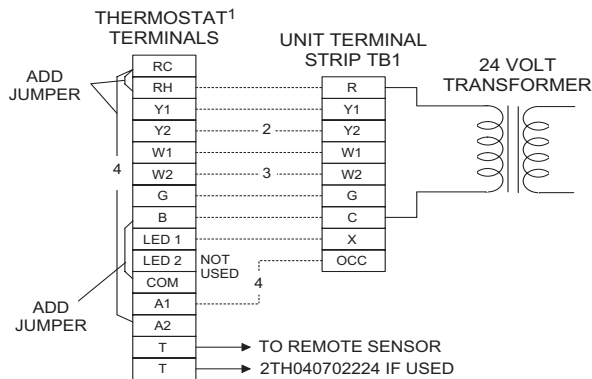 THERMOSTAT1
TERMINALS
UNIT TERMINAL
STRIP TB1
24 VOLT
TRANSFORMER
ADD
JUMPER
RC
RH
Y1
Y2
W1
W2
G
B
LED 1
LED 2
COM
A1
A2
T
T
2
3
4
4
NOT
USED
R
Y1
Y2
W1
W2
G
C
X
OCC
ADD
JUMPER
TO REMOTE SENSOR
2TH040702224 IF USED